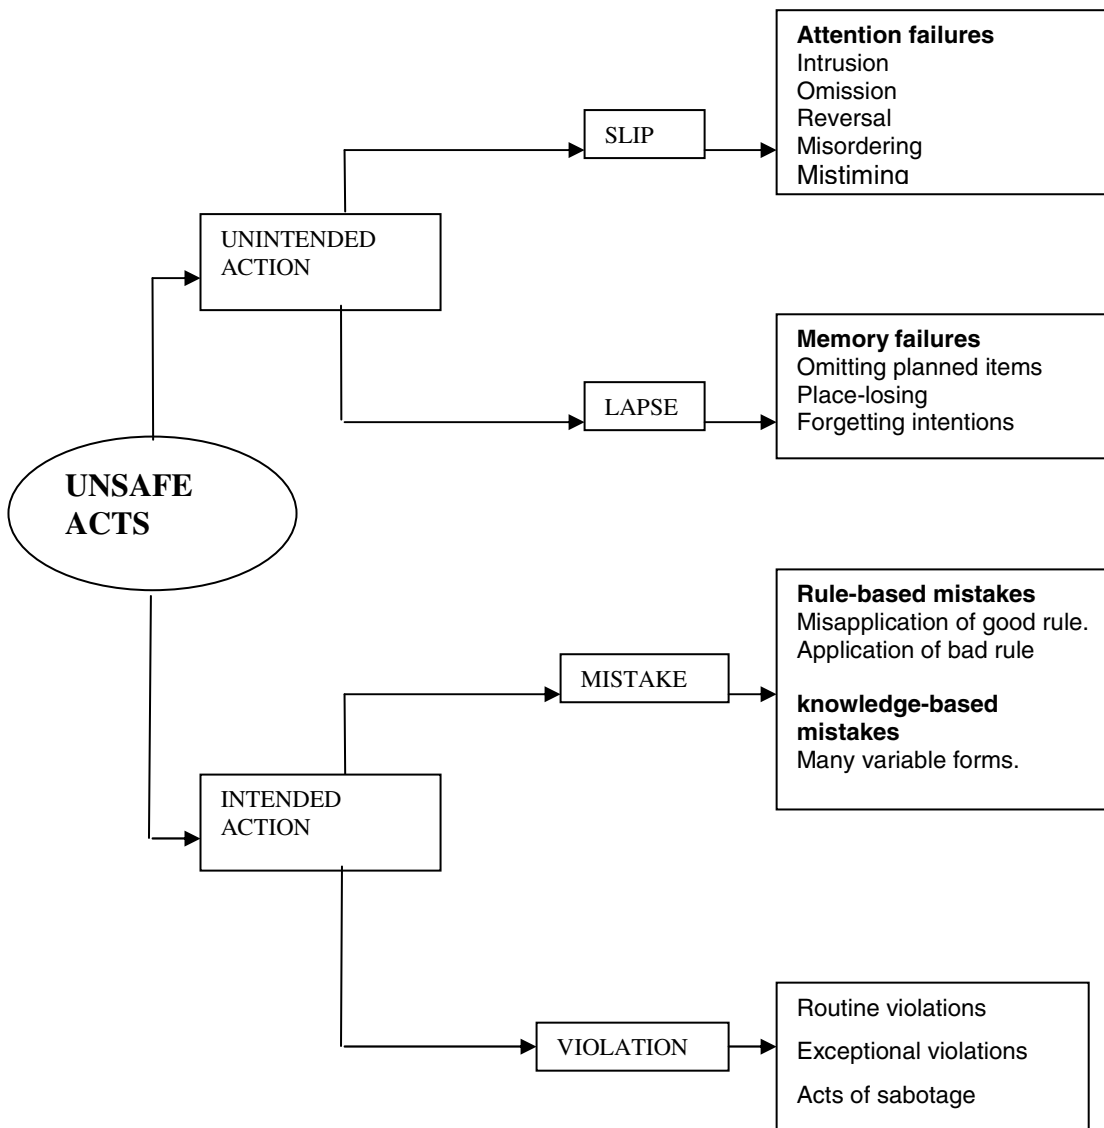 Attention failures
Intrusion
Omission
Reversal
Misordering
Mistiming
SLIP
UNINTENDED
ACTION
Memory failures
Omitting planned items
Place-losing
Forgetting intentions
LAPSE
UNSAFE
ACTS
Rule-based mistakes
Misapplication of good rule.
Application of bad rule
knowledge-based
mistakes
Many variable forms.
MISTAKE
INTENDED
ACTION
Routine violations
Exceptional violations
Acts of sabotage
VIOLATION